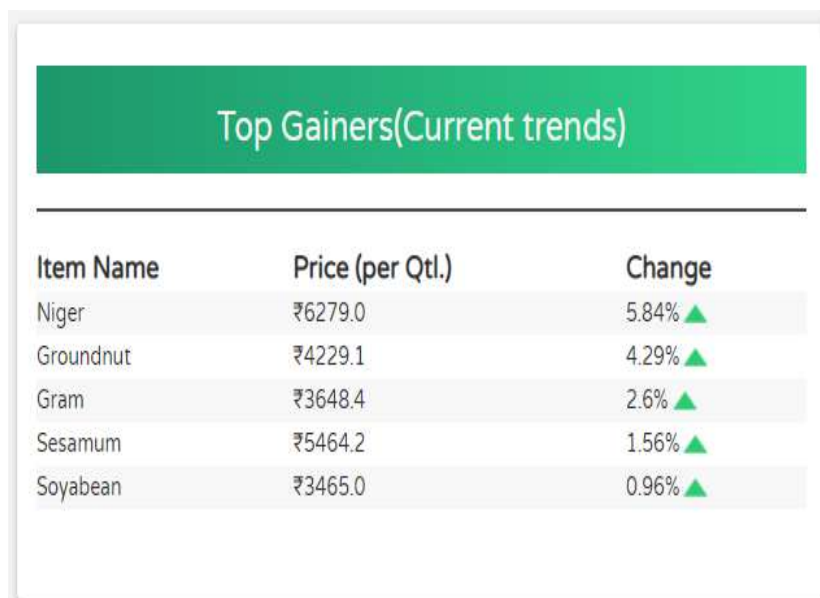 Top Gainers(Current trends)
Item Name Price (per Qtl.) Change
Niger ₹6279.0 5.84%
Groundnut ₹4229.1 4.29%
Gram ₹3648.4 2.6%
Sesamum ₹5464.2 1.56%
Soyabean ₹3465.0 0.96%